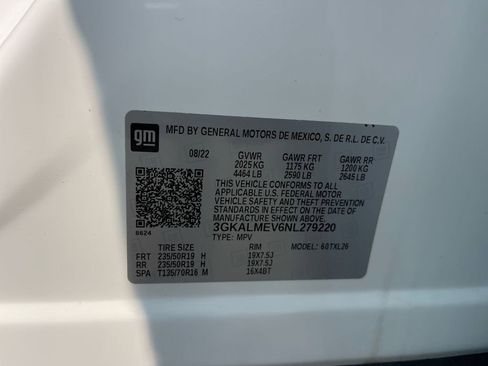 gm
MFD BY GENERAL MOTORS DE MEXICO, S. DE R.L. DE C.V.
08/22 GVWR GAWR FRT GAWR RR
2025 KG 1175 KG 1200 KG
4464 LB 2590 LB 2645 LB
THIS VEHICLE CONFORMS TO ALL
APPLICABLE U.S. FEDERAL MOTOR
VEHICLE SAFETY AND THEFT
PREVENTION STANDARDS IN
EFFECT ON THE DATE OF
MANUFACTURE SHOWN ABOVE.
3GKALMEV6NL279220
8624 TYPE: MPV
TIRE SIZE RIM MODEL: 60TXL26
FRT 235/50R19 H 19X7.5J
RR 235/50R19 H 19X7.5J
SPA T135/70R16 M 16X4BT